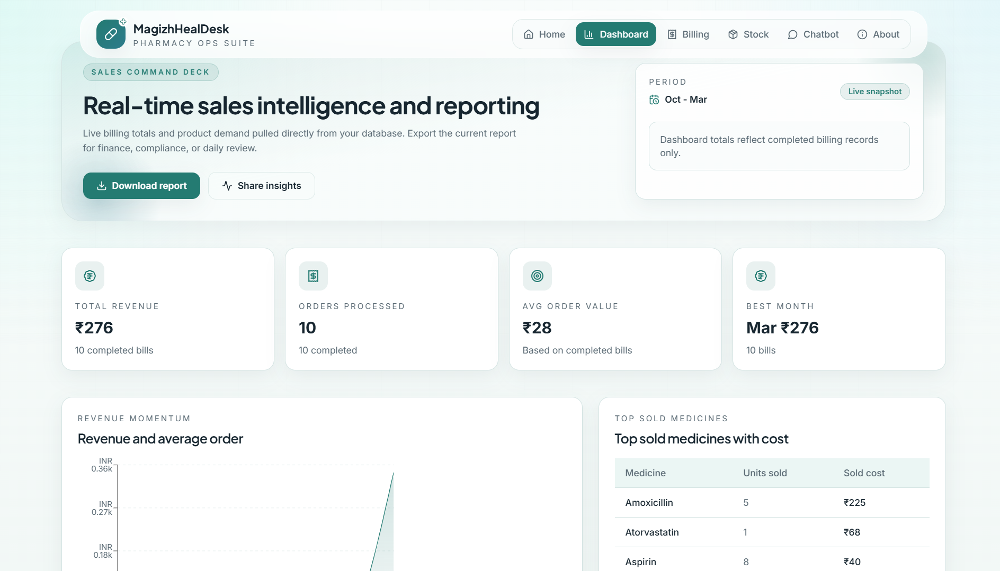 MagizhHealDesk
PHARMACY OPS SUITE
Home
Dashboard
Billing
Stock
Chatbot
About
SALES COMMAND DECK
Real-time sales intelligence and reporting
Live billing totals and product demand pulled directly from your database. Export the current report
for finance, compliance, or daily review.
Download report
Share insights
PERIOD
Oct - Mar
Live snapshot
Dashboard totals reflect completed billing records
only.
TOTAL REVENUE
₹276
10 completed bills
ORDERS PROCESSED
10
10 completed
AVG ORDER VALUE
₹28
Based on completed bills
BEST MONTH
Mar ₹276
10 bills
REVENUE MOMENTUM
Revenue and average order
INR
0.36k
INR
0.27k
INR
0.18k
TOP SOLD MEDICINES
Top sold medicines with cost
Medicine Units sold Sold cost
Amoxicillin 5 ₹225
Atorvastatin 1 ₹68
Aspirin 8 ₹40